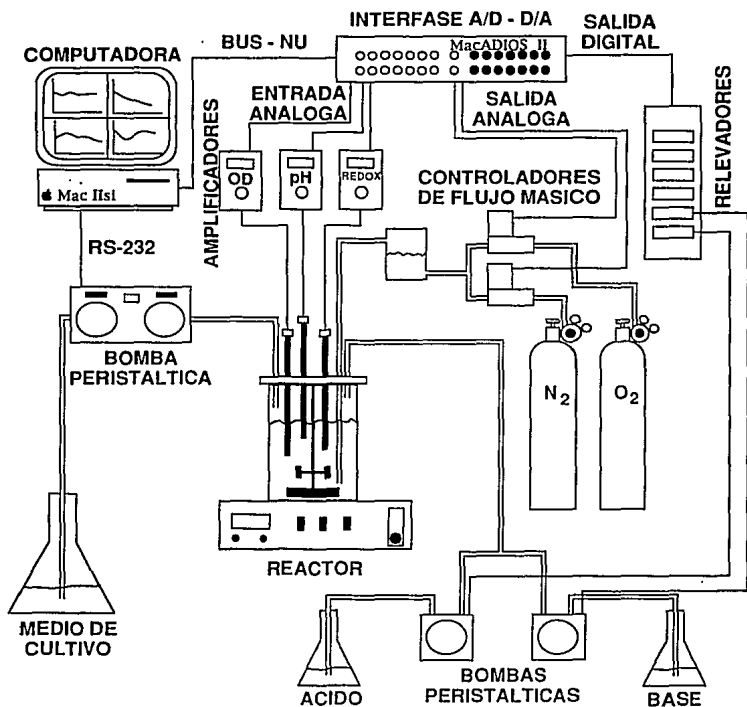 INTERFASE A/D - D/A
SALIDA
DIGITAL
BUS - NU
COMPUTADORA
MacADIOS II
ENTRADA
ANALOGA
SALIDA
ANALOGA
RELEVADORES
AMPLIFICADORES
OD
pH
REDOX
CONTROLADORES
DE FLUJO MASICO
Mac IIsi
RS-232
BOMBA
PERISTALTICA
N2
O2
REACTOR
MEDIO DE
CULTIVO
ACIDO
BOMBAS
PERISTALTICAS
BASE